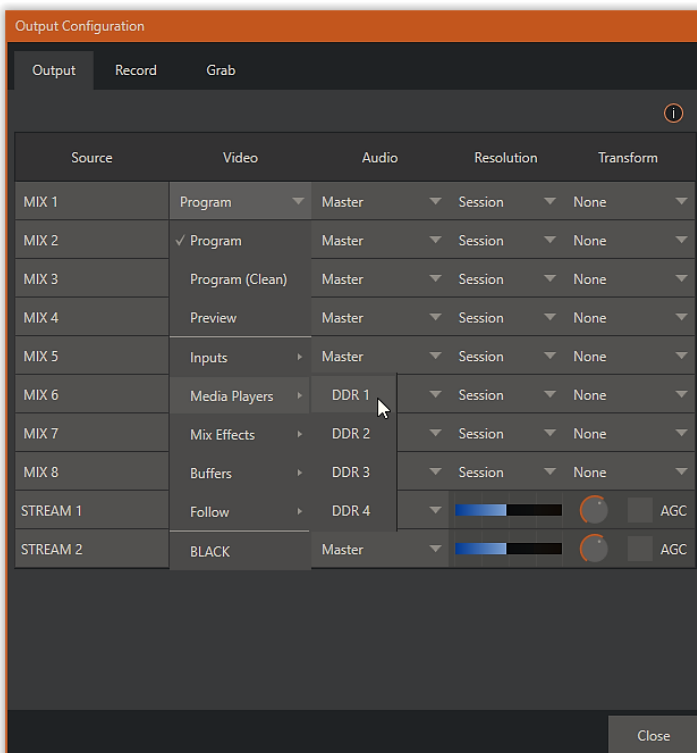 Output Configuration
Output Record Grab
i
Source Video Audio Resolution Transform
MIX 1 Program Master Session None
MIX 2 ✓ Program Master Session None
MIX 3 Program (Clean) Master Session None
MIX 4 Preview Master Session None
MIX 5 Inputs Master Session None
MIX 6 Media Players DDR 1 Session None
MIX 7 Mix Effects DDR 2 Session None
MIX 8 Buffers DDR 3 Session None
STREAM 1 Follow DDR 4 AGC
STREAM 2 BLACK Master AGC
Close